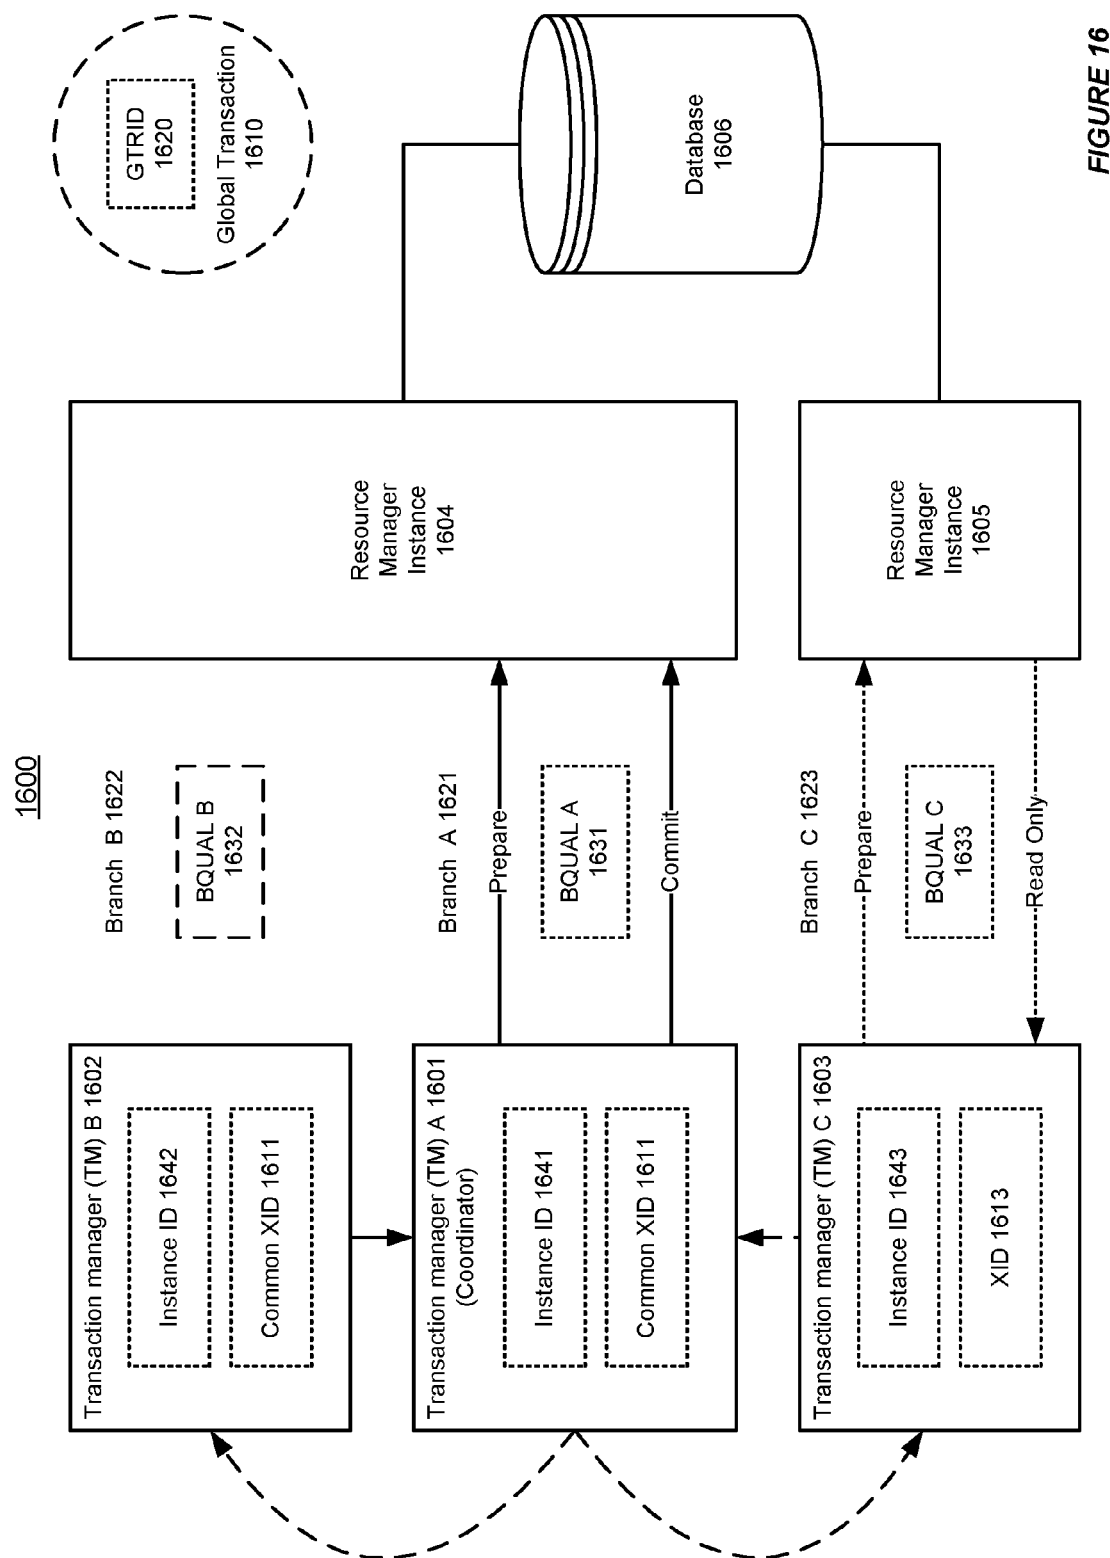 1600
Transaction manager (TM) B 1602
Instance ID 1642
Common XID 1611
Branch B 1622
BQUAL B
1632
GTRID
1620
Global Transaction
1610
Transaction manager (TM) A 1601
(Coordinator)
Instance ID 1641
Common XID 1611
Branch A 1621
Prepare
BQUAL A
1631
Commit
Resource
Manager
Instance
1604
Database
1606
Transaction manager (TM) C 1603
Instance ID 1643
XID 1613
Branch C 1623
Prepare
BQUAL C
1633
Read Only
Resource
Manager
Instance
1605
FIGURE 16